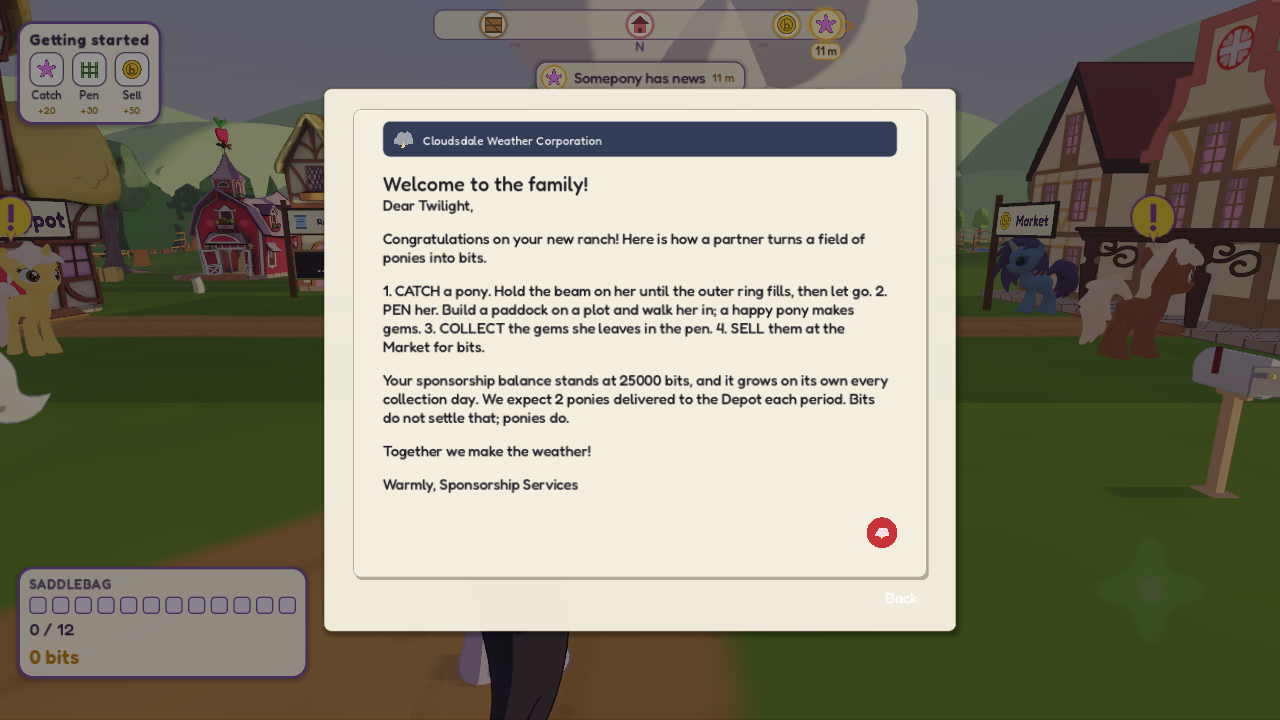 Getting started
Catch Pen Sell
+20 +30 +50
N
11 m
Somepony has news 11 m
Cloudsdale Weather Corporation
Welcome to the family!
Dear Twilight,
Congratulations on your new ranch! Here is how a partner turns a field of
ponies into bits.
1. CATCH a pony. Hold the beam on her until the outer ring fills, then let go. 2.
PEN her. Build a paddock on a plot and walk her in; a happy pony makes
gems. 3. COLLECT the gems she leaves in the pen. 4. SELL them at the
Market for bits.
Your sponsorship balance stands at 25000 bits, and it grows on its own every
collection day. We expect 2 ponies delivered to the Depot each period. Bits
do not settle that; ponies do.
Together we make the weather!
Warmly, Sponsorship Services
Back
pot
Market
SADDLEBAG
0 / 12
0 bits